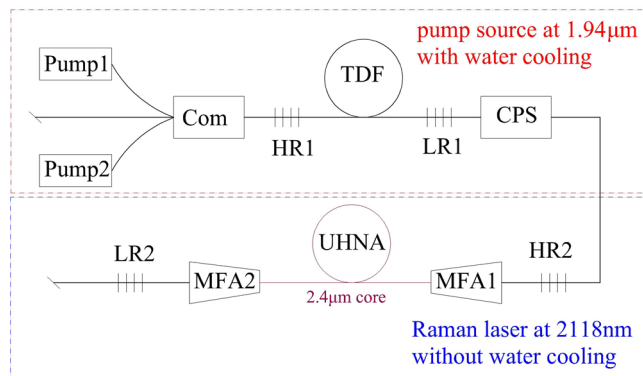 pump source at 1.94μm
with water cooling
Pump1
TDF
Com
CPS
HR1
LR1
Pump2
UHNA
LR2
HR2
MFA2
MFA1
2.4μm core
Raman laser at 2118nm
without water cooling